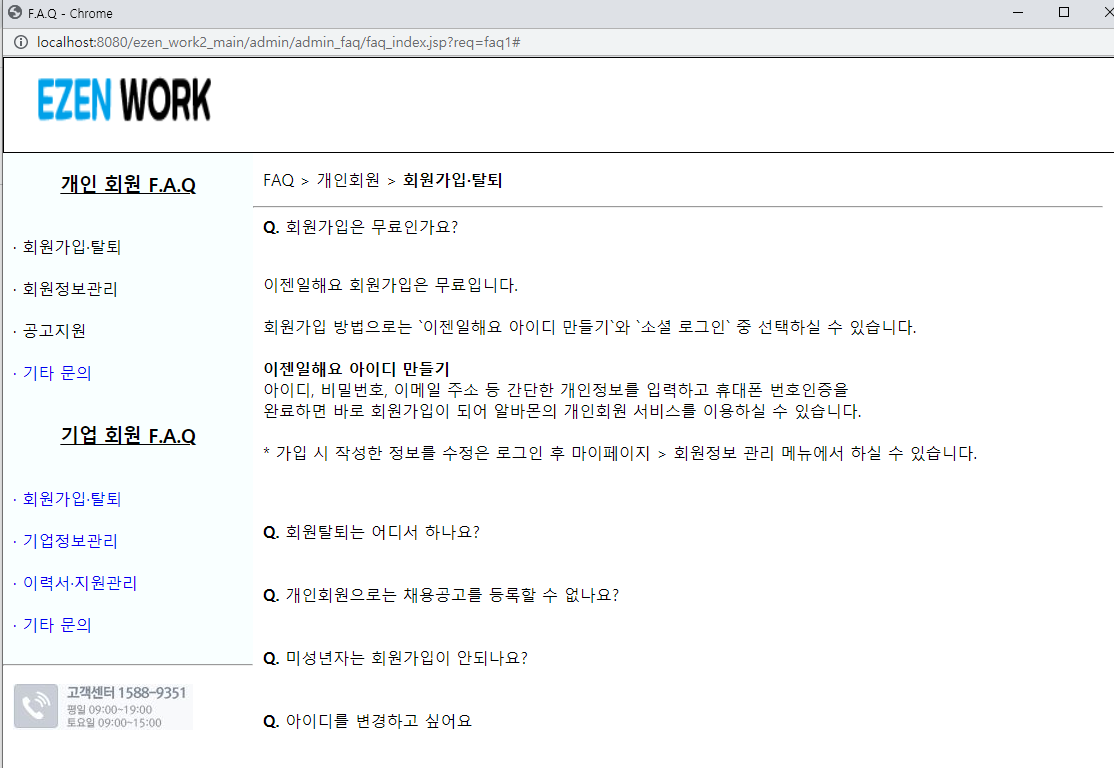 F.A.Q - Chrome
localhost:8080/ezen_work2_main/admin/admin_faq/faq_index.jsp?req=faq1#
EZEN WORK
개인 회원 F.A.Q
· 회원가입·탈퇴
· 회원정보관리
· 공고지원
· 기타 문의
기업 회원 F.A.Q
· 회원가입·탈퇴
· 기업정보관리
· 이력서·지원관리
· 기타 문의
고객센터 1588-9351
평일 09:00~19:00
토요일 09:00~15:00
FAQ > 개인회원 > 회원가입·탈퇴
Q. 회원가입은 무료인가요?
이젠일해요 회원가입은 무료입니다.
회원가입 방법으로는 `이젠일해요 아이디 만들기`와 `소셜 로그인` 중 선택하실 수 있습니다.
이젠일해요 아이디 만들기
아이디, 비밀번호, 이메일 주소 등 간단한 개인정보를 입력하고 휴대폰 번호인증을
완료하면 바로 회원가입이 되어 알바몬의 개인회원 서비스를 이용하실 수 있습니다.
* 가입 시 작성한 정보를 수정은 로그인 후 마이페이지 > 회원정보 관리 메뉴에서 하실 수 있습니다.
Q. 회원탈퇴는 어디서 하나요?
Q. 개인회원으로는 채용공고를 등록할 수 없나요?
Q. 미성년자는 회원가입이 안되나요?
Q. 아이디를 변경하고 싶어요